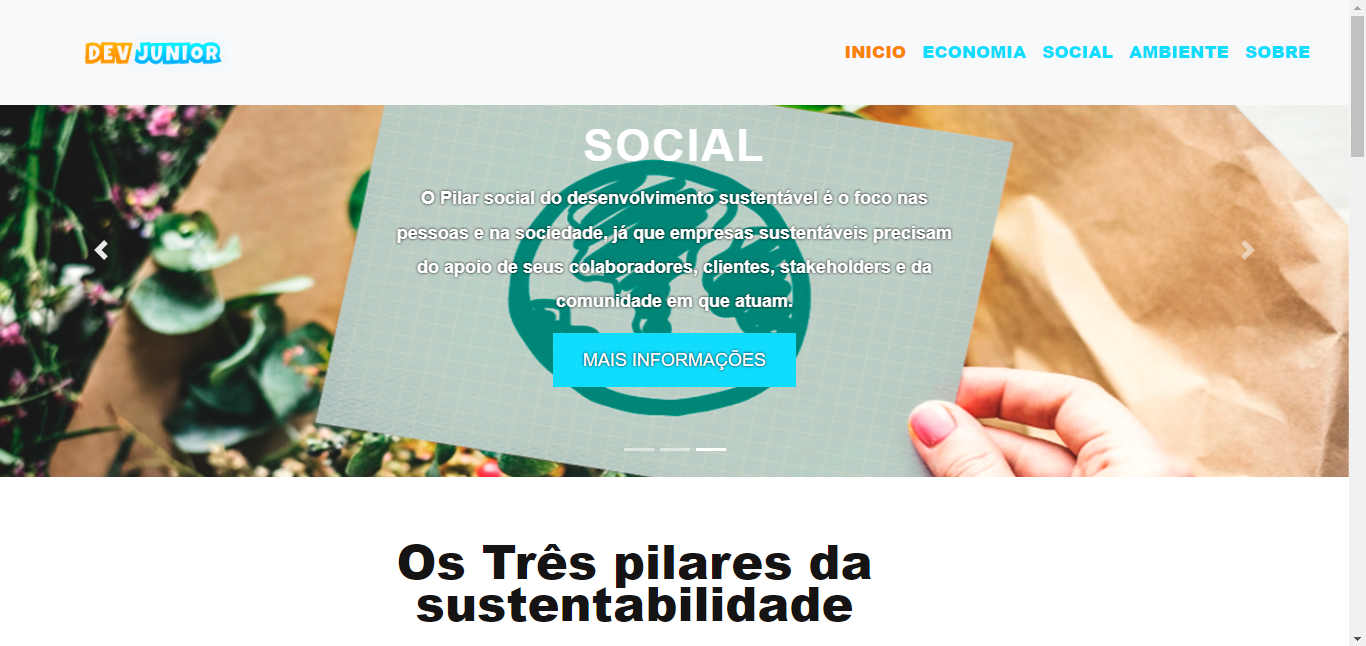 DEV JUNIOR
INICIO ECONOMIA SOCIAL AMBIENTE SOBRE
SOCIAL
O Pilar social do desenvolvimento sustentável é o foco nas
pessoas e na sociedade, já que empresas sustentáveis precisam
do apoio de seus colaboradores, clientes, stakeholders e da
comunidade em que atuam.
MAIS INFORMAÇÕES
Os Três pilares da
sustentabilidade